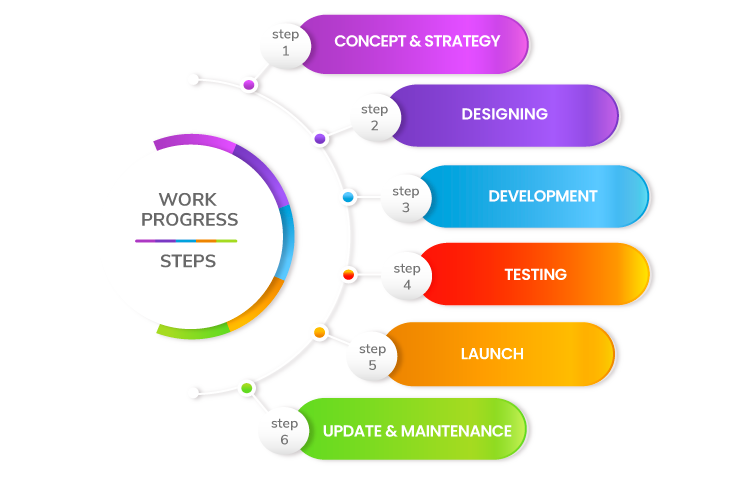 WORK
PROGRESS
STEPS
step
1
CONCEPT & STRATEGY
step
2
DESIGNING
step
3
DEVELOPMENT
step
4
TESTING
step
5
LAUNCH
step
6
UPDATE & MAINTENANCE